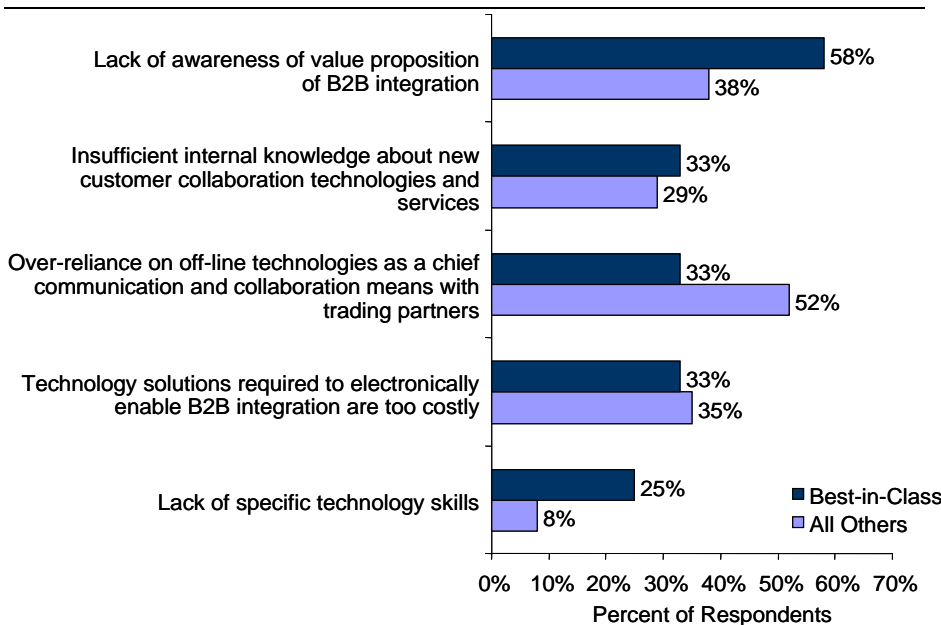 Lack of awareness of value proposition
of B2B integration
58%
38%
Insufficient internal knowledge about new
customer collaboration technologies and
services
33%
29%
Over-reliance on off-line technologies as a chief
communication and collaboration means with
trading partners
33%
52%
Technology solutions required to electronically
enable B2B integration are too costly
33%
35%
Lack of specific technology skills
25%
8%
Best-in-Class
All Others
0% 10% 20% 30% 40% 50% 60% 70%
Percent of Respondents